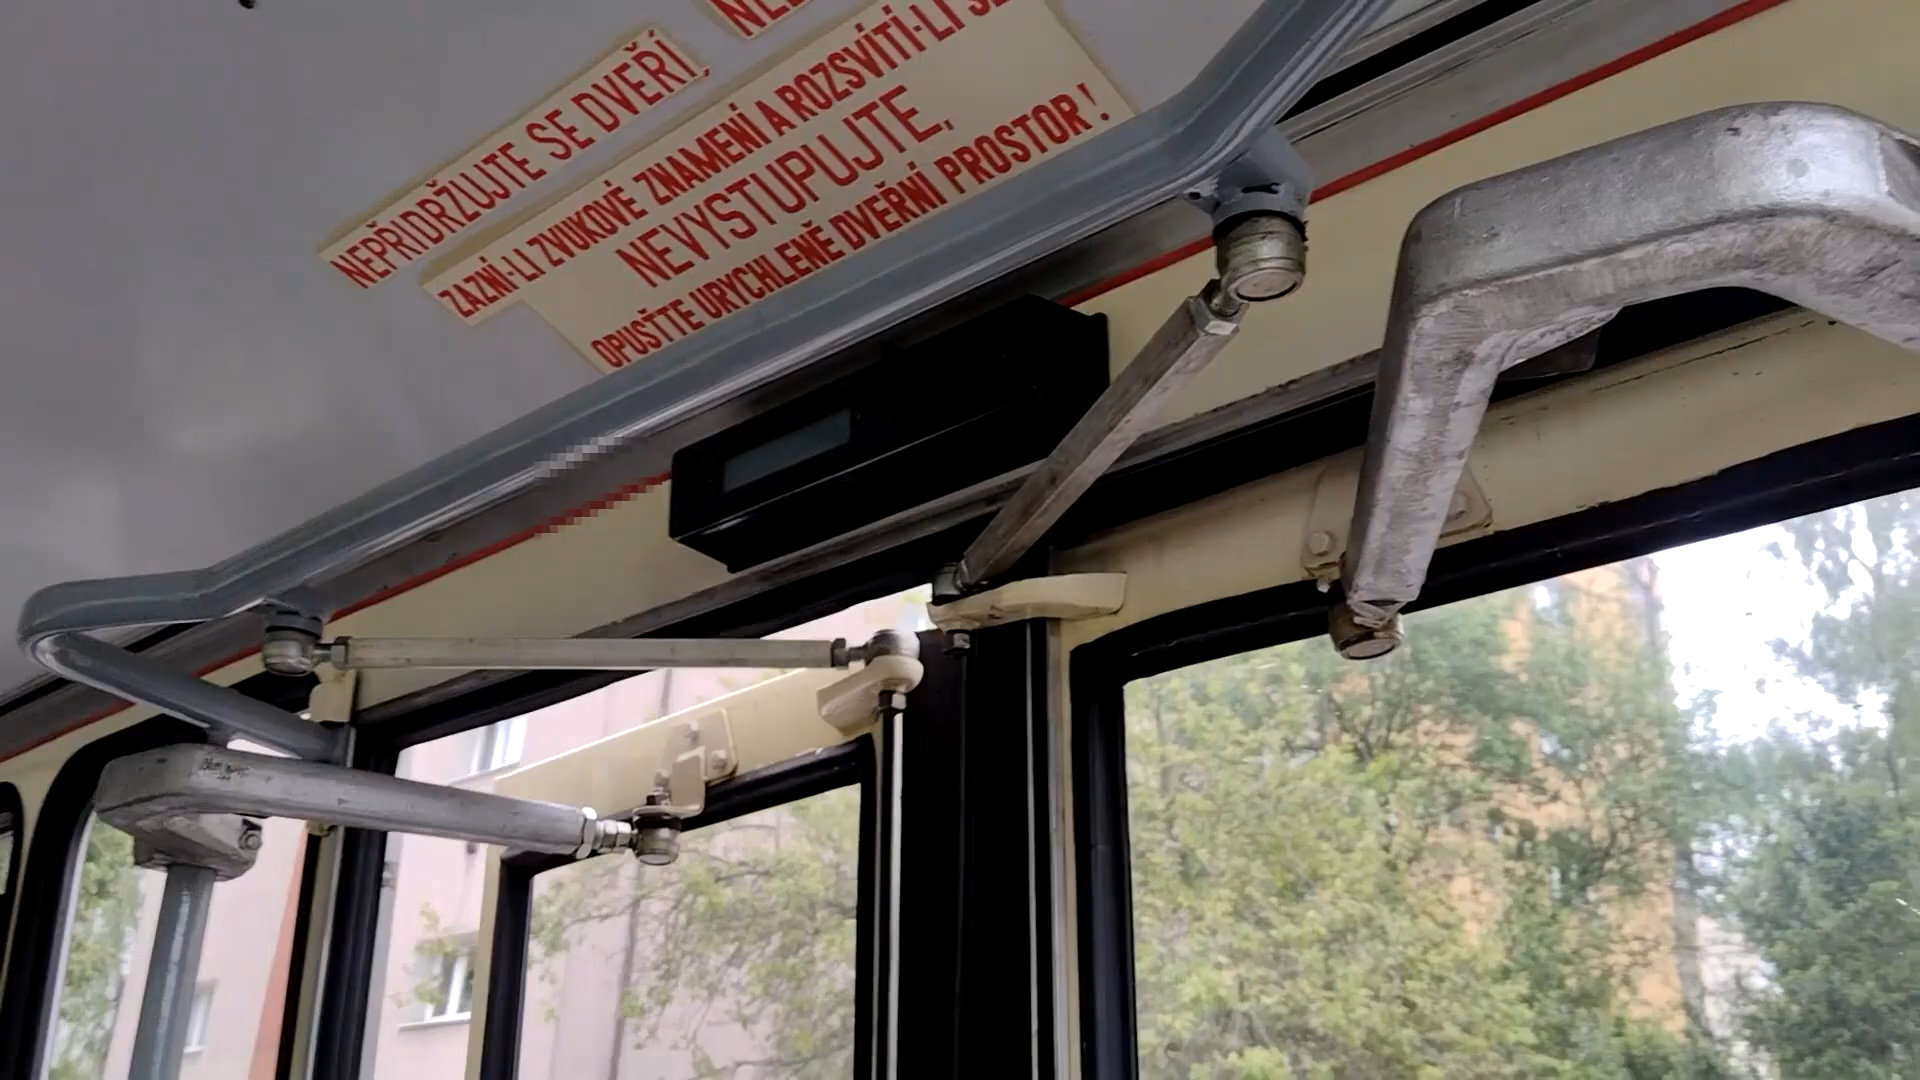 NEPŘIDRŽUJTE SE DVEŘÍ.
ZAZNÍ-LI ZVUKOVÉ ZNAMENÍ A ROZSVÍTÍ-LI SE
NEVYSTUPUJTE,
OPUSŤTE URYCHLENĚ DVEŘNÍ PROSTOR!